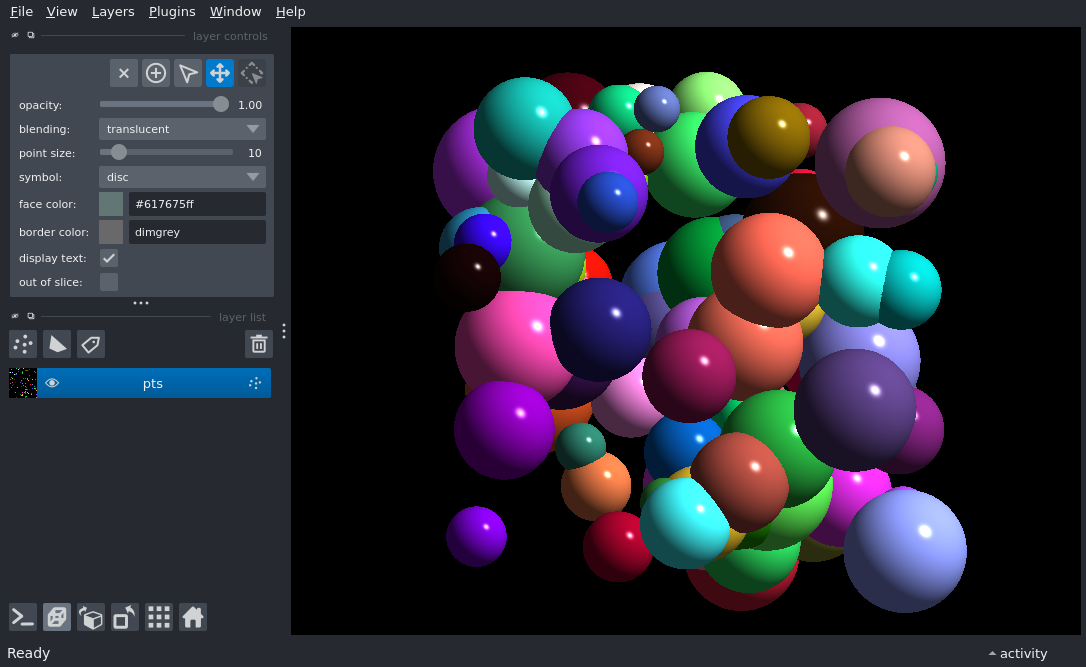 File View Layers Plugins Window Help
layer controls
opacity: 1.00
blending: translucent
point size: 10
symbol: disc
face color: #617675ff
border color: dimgrey
display text:
out of slice:
layer list
pts
Ready
activity